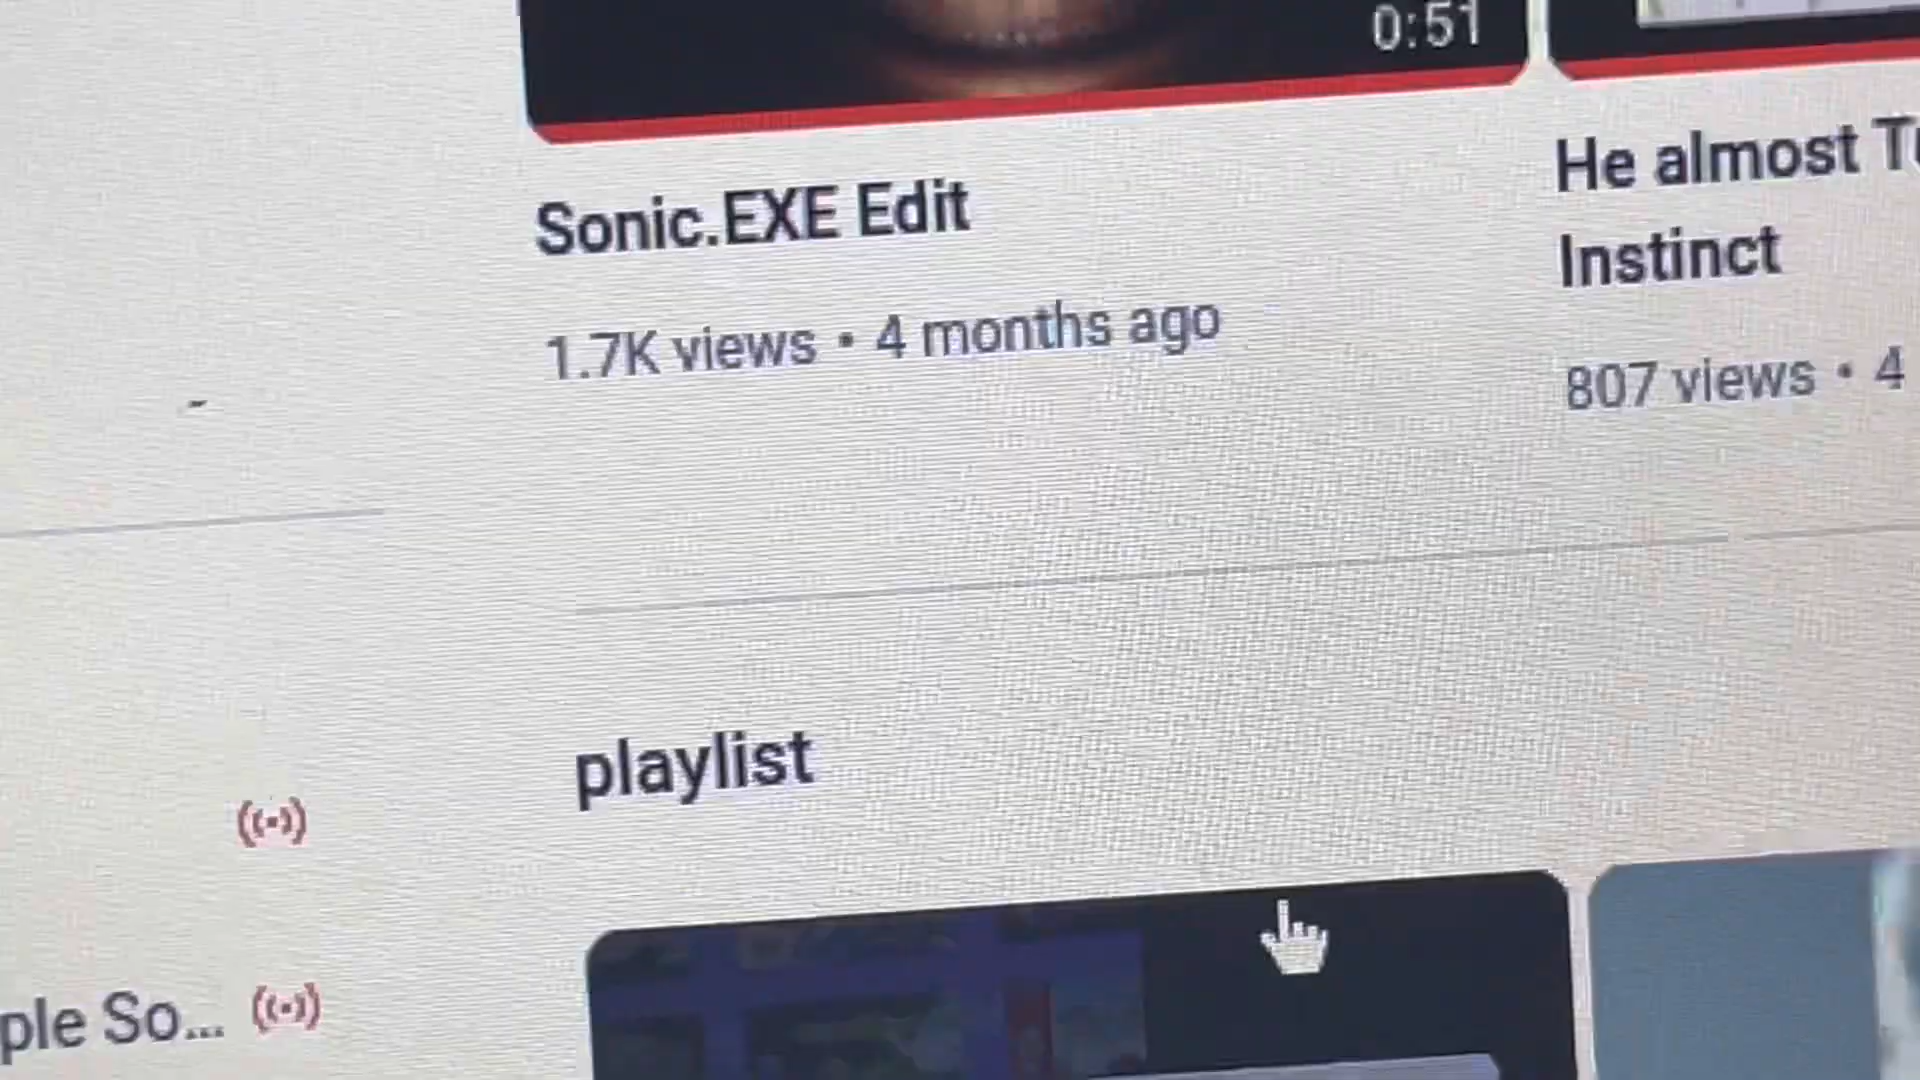 0:51
Sonic.EXE Edit
1.7K views • 4 months ago
He almost
Instinct
807 views • 4
playlist
ple So...